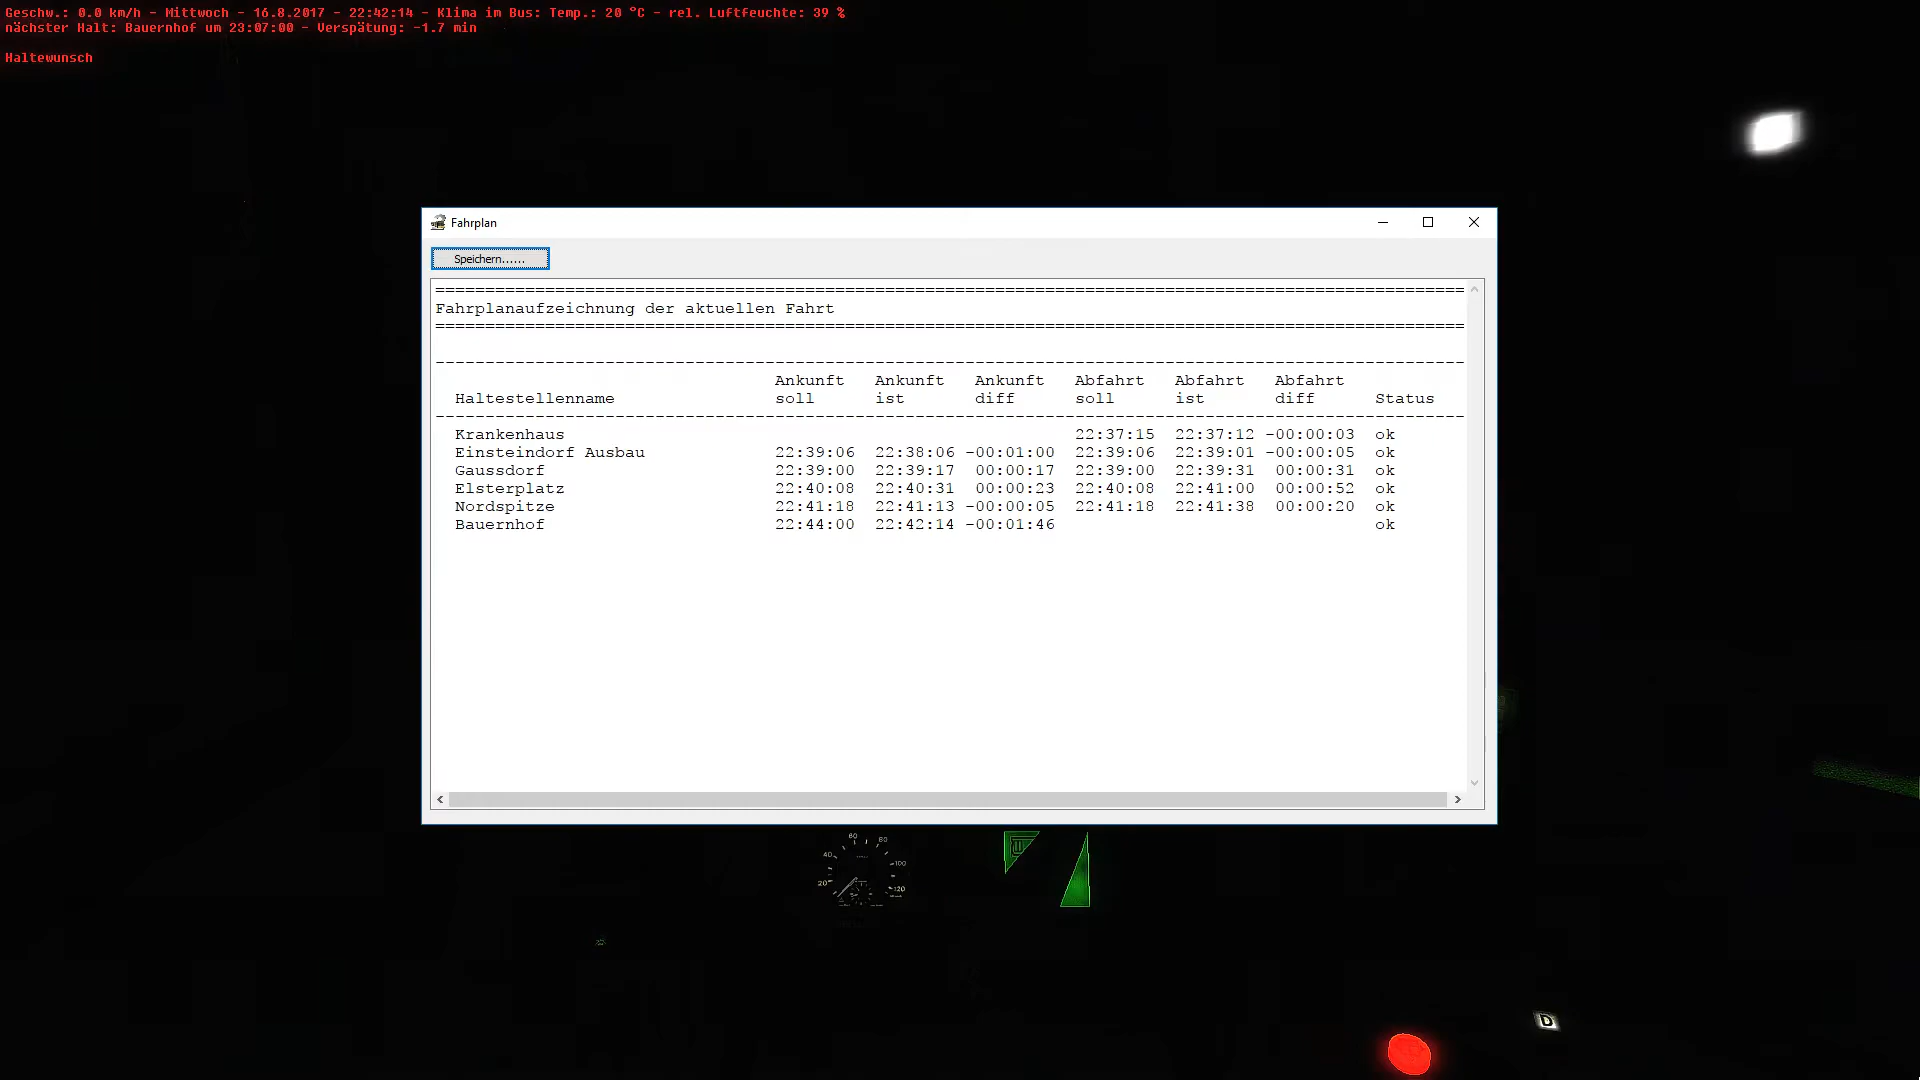 Geschw.: 0.0 km/h - Mittwoch - 16.8.2017 - 22:42:14 - Klima im Bus: Temp.: 20 °C - rel. Luftfeuchte: 39 %
nächster Halt: Bauernhof um 23:07:00 - Verspätung: -1.7 min
Haltewunsch
Fahrplan
Speichern......
Fahrplanaufzeichnung der aktuellen Fahrt
Ankunft Ankunft Ankunft Abfahrt Abfahrt Abfahrt
Haltestellenname soll ist diff soll ist diff Status
Krankenhaus 22:37:15 22:37:12 -00:00:03 ok
Einsteindorf Ausbau 22:39:06 22:38:06 -00:01:00 22:39:06 22:39:01 -00:00:05 ok
Gaussdorf 22:39:00 22:39:17 00:00:17 22:39:00 22:39:31 00:00:31 ok
Elsterplatz 22:40:08 22:40:31 00:00:23 22:40:08 22:41:00 00:00:52 ok
Nordspitze 22:41:18 22:41:13 -00:00:05 22:41:18 22:41:38 00:00:20 ok
Bauernhof 22:44:00 22:42:14 -00:01:46 ok
20 40 60 80 100 120
D